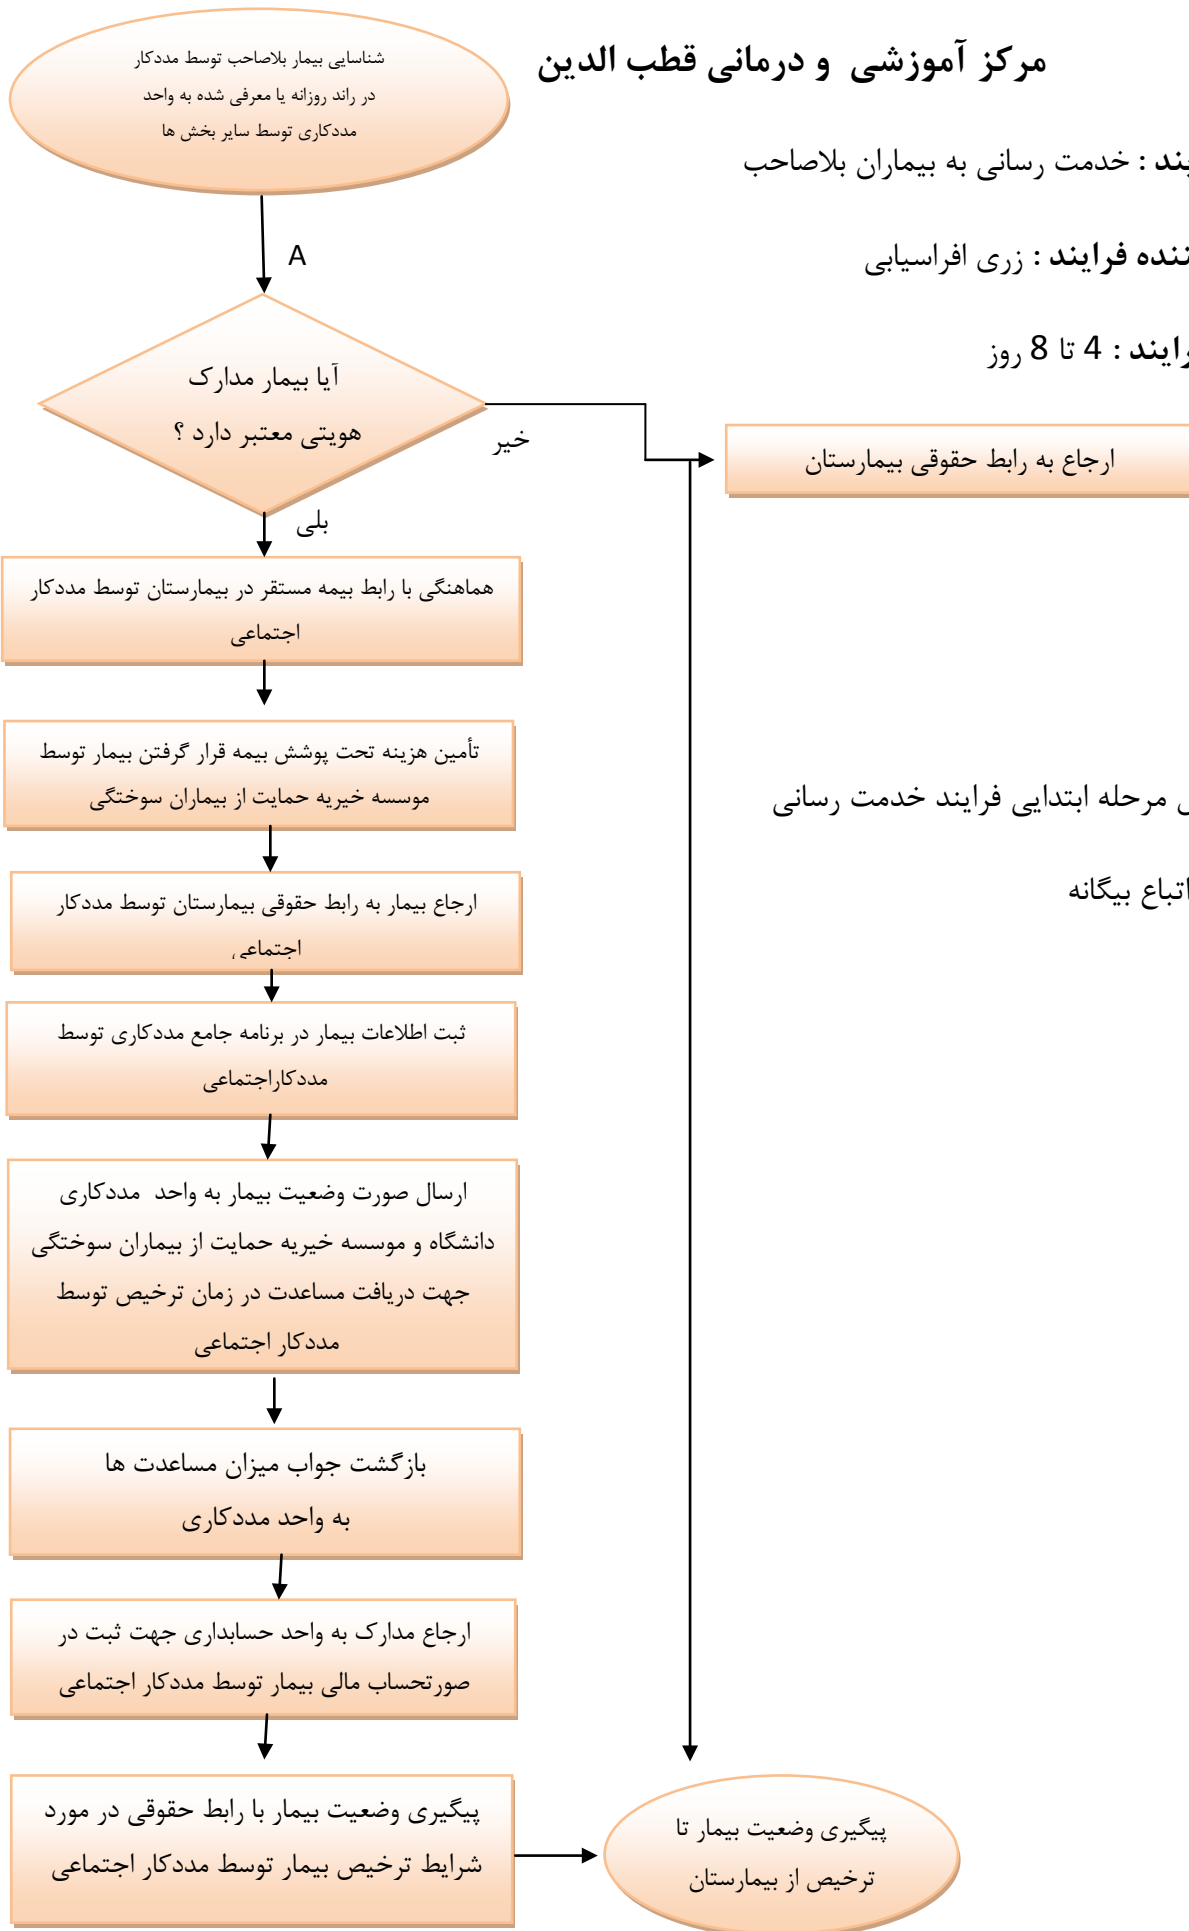 مرکز آموزشی و درمانی قطب الدین
خدمت رسانی به بیماران بلاصاحب
فرایند : زری افراسیابی
: 4 تا 8 روز
شناسایی بیمار بلاصاحب توسط مددکار
در راند روزانه یا معرفی شده به واحد
مددکاری توسط سایر بخش ها
A
آیا بیمار مدارک
هویتی معتبر دارد ؟
خیر
ارجاع به رابط حقوقی بیمارستان
بلی
هماهنگی با رابط بیمه مستقر در بیمارستان توسط مددکار
اجتماعی
تأمین هزینه تحت پوشش بیمه قرار گرفتن بیمار توسط
موسسه خیریه حمایت از بیماران سوختگی
مرحله ابتدایی فرایند خدمت رسانی
اتباع بیگانه
ارجاع بیمار به رابط حقوقی بیمارستان توسط مددکار
اجتماعی
ثبت اطلاعات بیمار در برنامه جامع مددکاری توسط
مددکاراجتماعی
ارسال صورت وضعیت بیمار به واحد مددکاری
دانشگاه و موسسه خیریه حمایت از بیماران سوختگی
جهت دریافت مساعدت در زمان ترخیص توسط
مددکار اجتماعی
بازگشت جواب میزان مساعدت ها
به واحد مددکاری
ارجاع مدارک به واحد حسابداری جهت ثبت در
صورتحساب مالی بیمار توسط مددکار اجتماعی
پیگیری وضعیت بیمار با رابط حقوقی در مورد
شرایط ترخیص بیمار توسط مددکار اجتماعی
پیگیری وضعیت بیمار تا
ترخیص از بیمارستان